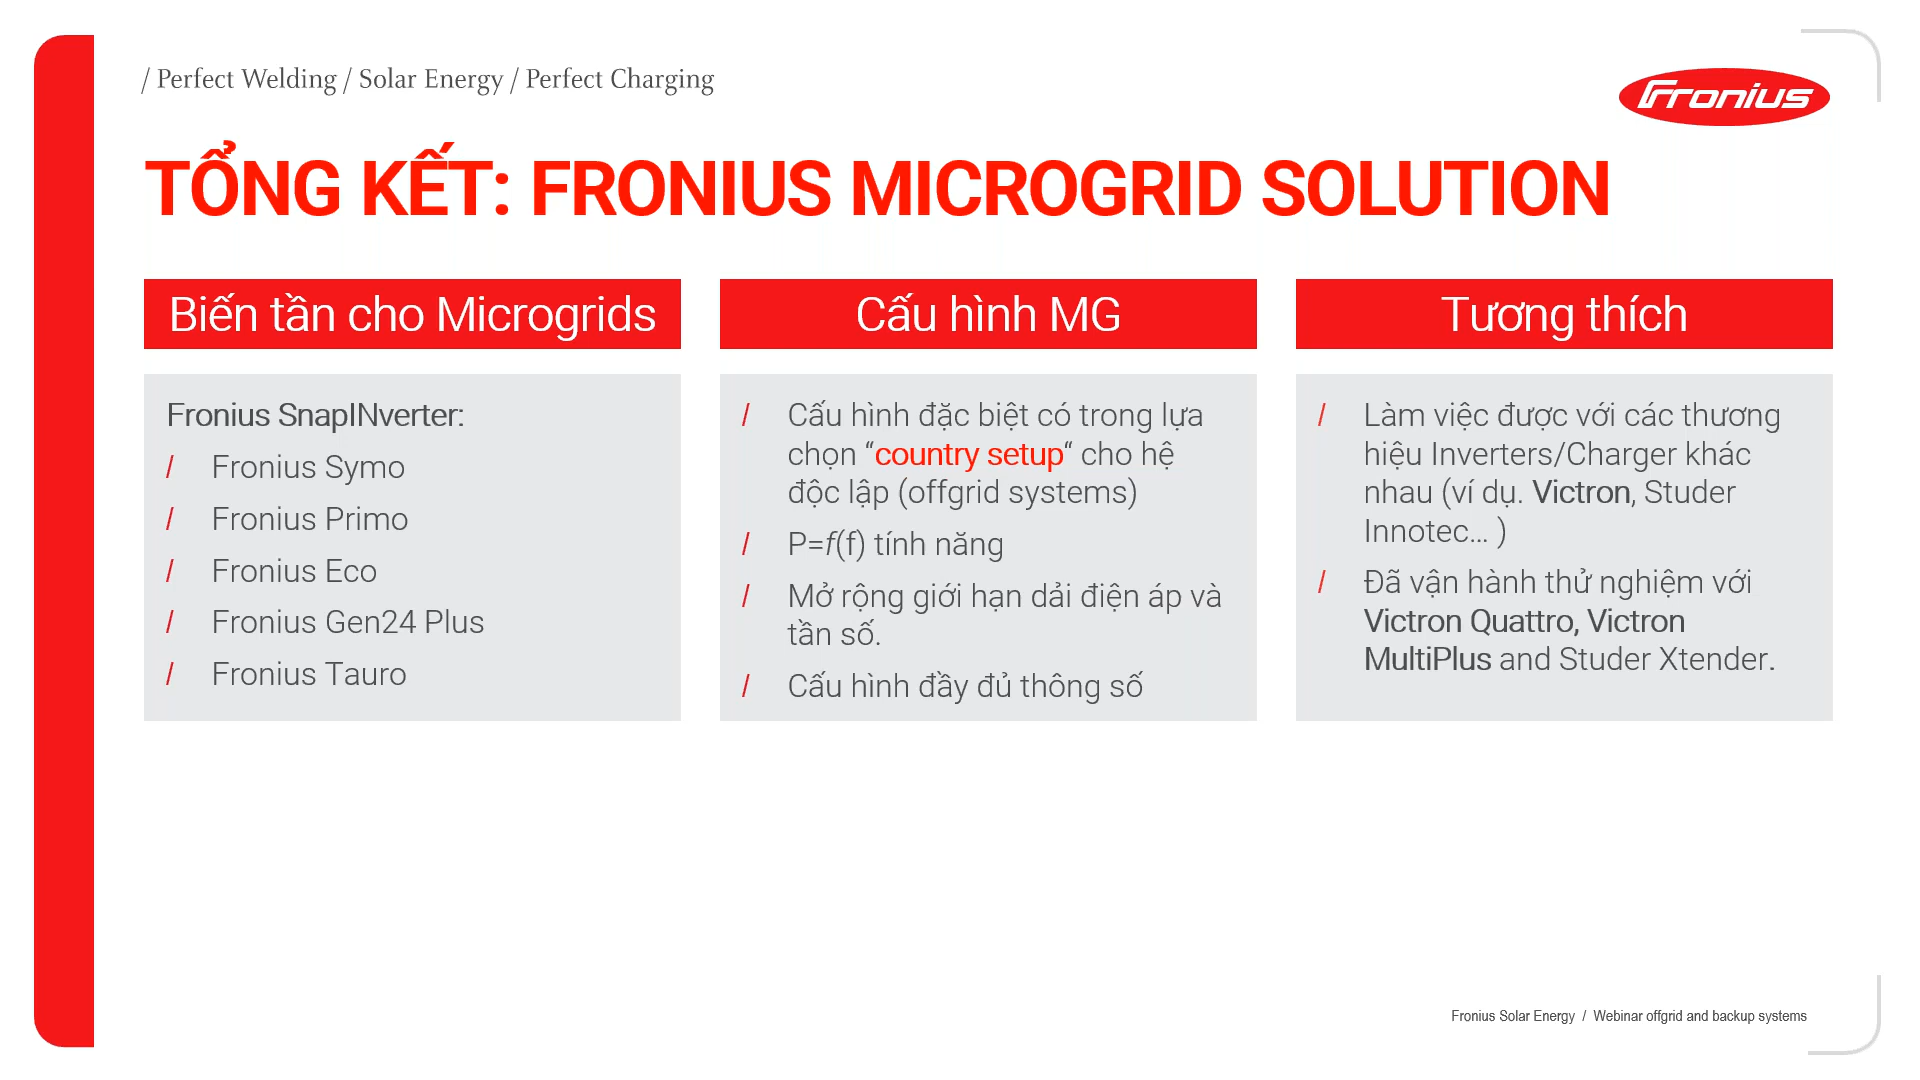 / Perfect Welding / Solar Energy / Perfect Charging
Fronius
TỔNG KẾT: FRONIUS MICROGRID SOLUTION
Biến tần cho Microgrids
Fronius SnapINverter:
/ Fronius Symo
/ Fronius Primo
/ Fronius Eco
/ Fronius Gen24 Plus
/ Fronius Tauro
Cấu hình MG
/ Cấu hình đặc biệt có trong lựa
chọn “country setup“ cho hệ
độc lập (offgrid systems)
/ P=f(f) tính năng
/ Mở rộng giới hạn dải điện áp và
tần số.
/ Cấu hình đầy đủ thông số
Tương thích
/ Làm việc được với các thương
hiệu Inverters/Charger khác
nhau (ví dụ. Victron, Studer
Innotec... )
/ Đã vận hành thử nghiệm với
Victron Quattro, Victron
MultiPlus and Studer Xtender.
Fronius Solar Energy / Webinar offgrid and backup systems